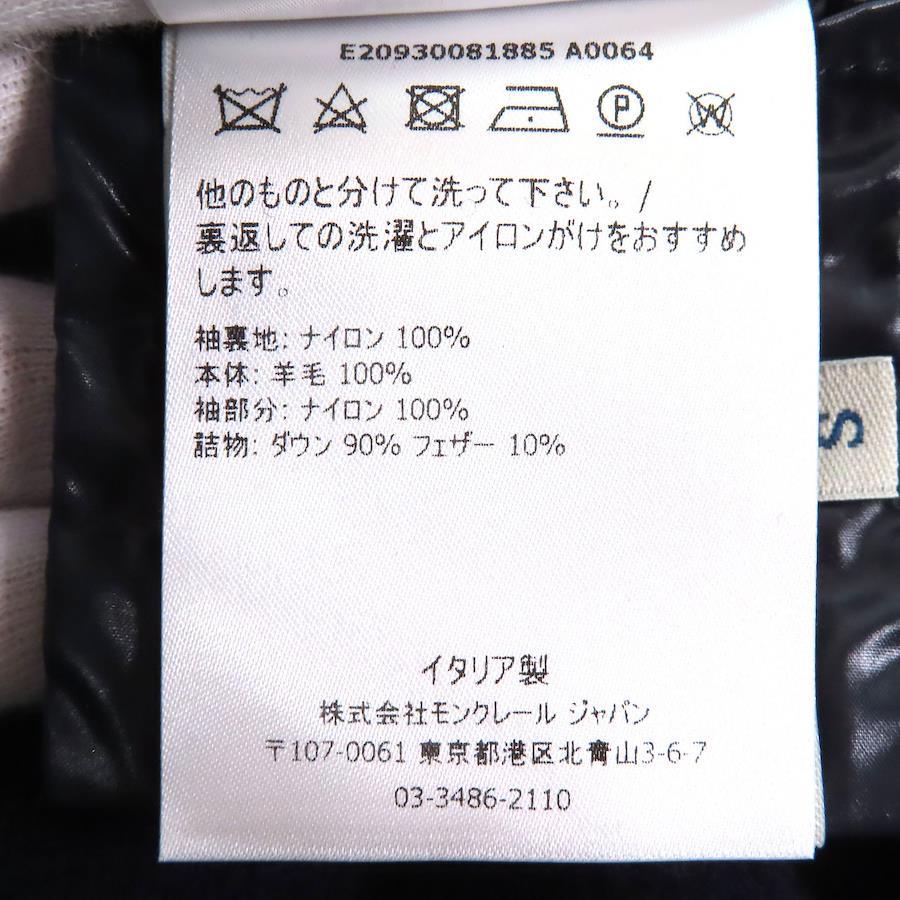 E20930081885 A0064
P
W
他のものと分けて洗って下さい。/
裏返しての洗濯とアイロンがけをおすすめ
します。
袖裏地: ナイロン 100%
本体: 羊毛 100%
袖部分: ナイロン 100%
詰物: ダウン 90% フェザー 10%
S
イタリア製
株式会社モンクレール ジャパン
〒107-0061 東京都港区北青山3-6-7
03-3486-2110